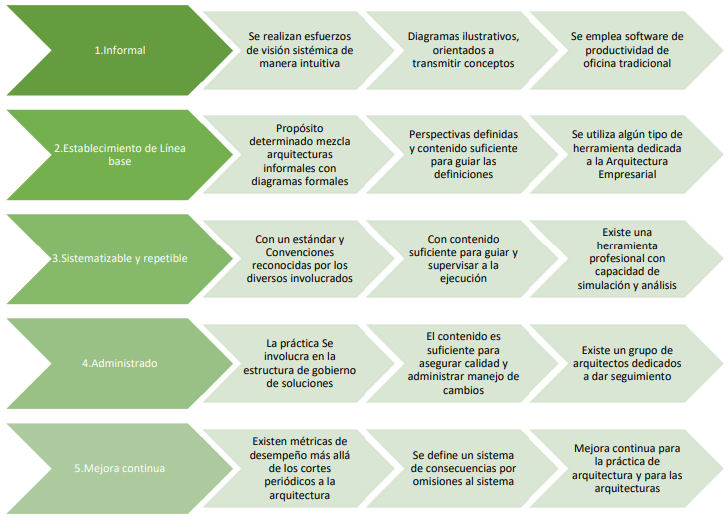 1.Informal
Se realizan esfuerzos
de visión sistémica de
manera intuitiva
Diagramas ilustrativos,
orientados a
transmitir conceptos
Se emplea software de
productividad de
oficina tradicional
2.Establecimiento de Línea
base
Propósito
determinado mezcla
arquitecturas
informales con
diagramas formales
Perspectivas definidas
y contenido suficiente
para guiar las
definiciones
Se utiliza algún tipo de
herramienta dedicada
a la Arquitectura
Empresarial
3.Sistematizable y repetible
Con un estándar y
Convenciones
reconocidas por los
diversos involucrados
Con contenido
suficiente para guiar y
supervisar a la
ejecución
Existe una
herramienta
profesional con
capacidad de
simulación y análisis
4.Administrado
La práctica Se
involucra en la
estructura de gobierno
de soluciones
El contenido es
suficiente para
asegurar calidad y
administrar manejo de
cambios
Existe un grupo de
arquitectos dedicados
a dar seguimiento
5.Mejora continua
Existen métricas de
desempeño más allá
de los cortes
periódicos a la
arquitectura
Se define un sistema
de consecuencias por
omisiones al sistema
Mejora continua para
la práctica de
arquitectura y para las
arquitecturas